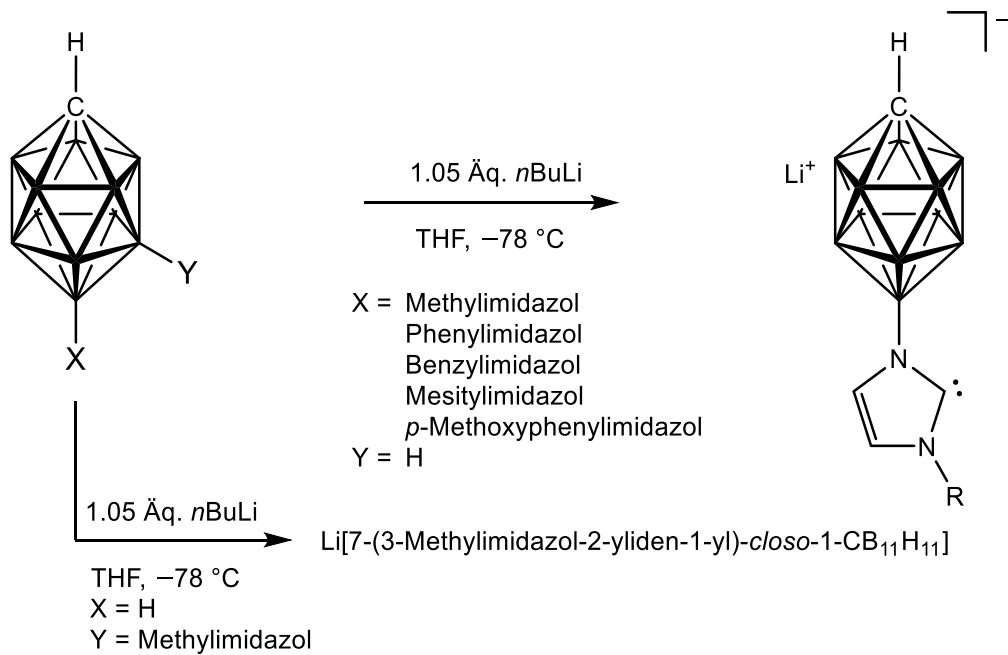 H
C
Y
X
1.05 Äq. nBuLi
THF, –78 °C
X = Methylimidazol
Phenylimidazol
Benzylimidazol
Mesitylimidazol
p-Methoxyphenylimidazol
Y = H
H
–
C
Li+
N
N
R
1.05 Äq. nBuLi
THF, –78 °C
X = H
Y = Methylimidazol
Li[7-(3-Methylimidazol-2-yliden-1-yl)-closo-1-CB₁₁H₁₁]